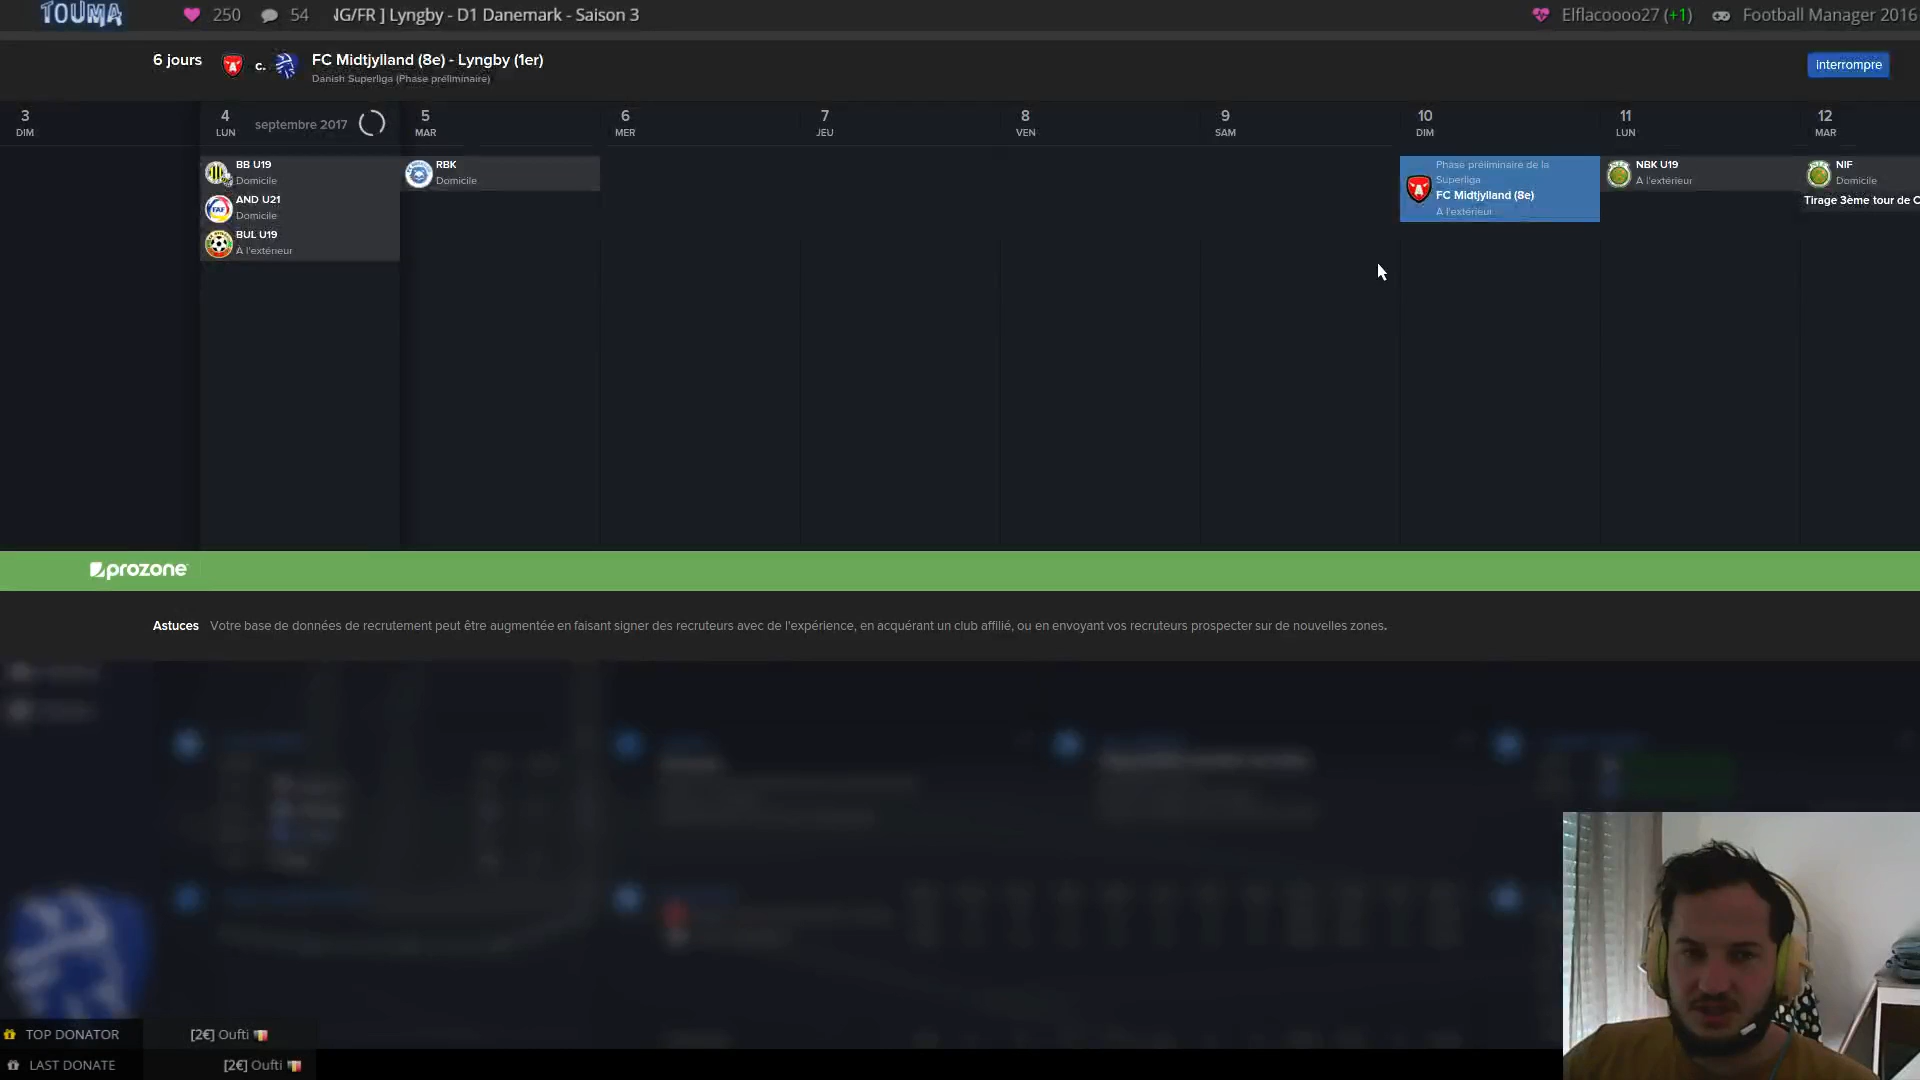 TOUMA
250
54
NG/FR ] Lyngby - D1 Danemark - Saison 3
Elflacoooo27 (+1)
Football Manager 2016
6 jours
c.
FC Midtjylland (8e) - Lyngby (1er)
Danish Superliga (Phase préliminaire)
interrompre
3
DIM
4
LUN
septembre 2017
5
MAR
6
MER
7
JEU
8
VEN
9
SAM
10
DIM
11
LUN
12
MAR
BB U19
Domicile
AND U21
Domicile
BUL U19
À l'extérieur
RBK
Domicile
Phase préliminaire de la
Superliga
FC Midtjylland (8e)
À l'extérieur
NBK U19
À l'extérieur
NIF
Domicile
Tirage 3ème tour de C
prozone
Astuces Votre base de données de recrutement peut être augmentée en faisant signer des recruteurs avec de l'expérience, en acquérant un club affilié, ou en envoyant vos recruteurs prospecter sur de nouvelles zones.
TOP DONATOR
[2€] Oufti
LAST DONATE
[2€] Oufti